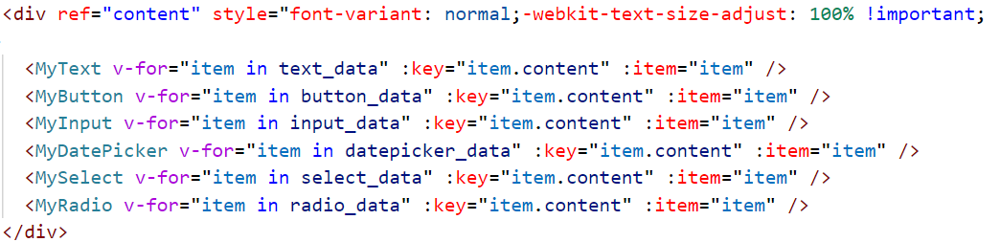 <div ref="content" style="font-variant: normal;-webkit-text-size-adjust: 100% !important;
<MyText v-for="item in text_data" :key="item.content" :item="item" />
<MyButton v-for="item in button_data" :key="item.content" :item="item" />
<MyInput v-for="item in input_data" :key="item.content" :item="item" />
<MyDatePicker v-for="item in datepicker_data" :key="item.content" :item="item" />
<MySelect v-for="item in select_data" :key="item.content" :item="item" />
<MyRadio v-for="item in radio_data" :key="item.content" :item="item" />
</div>